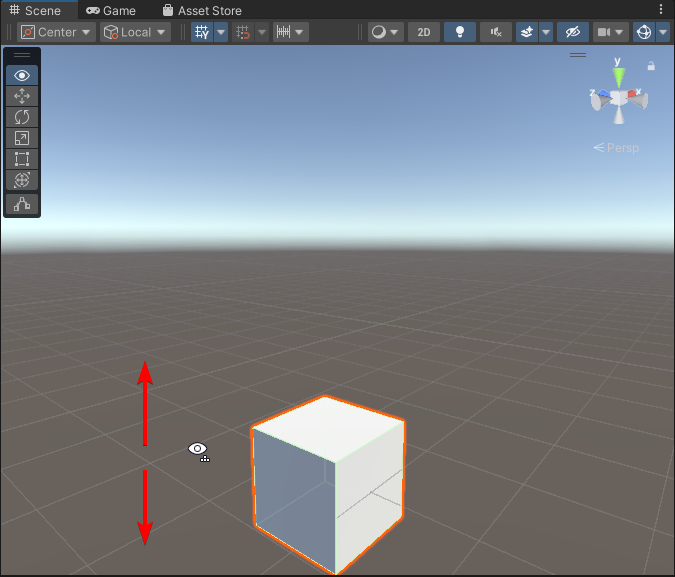 Scene Game Asset Store
Center Local 2D
y
z x
Persp